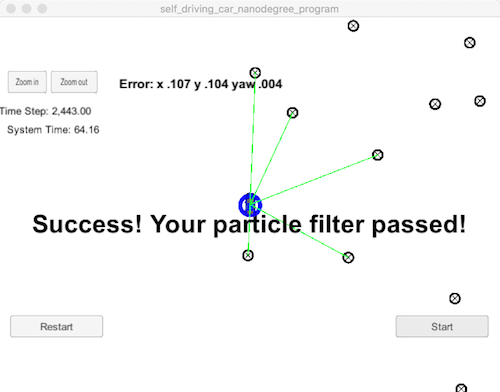 self_driving_car_nanodegree_program
Zoom in Zoom out
Error: x .107 y .104 yaw .004
Time Step: 2,443.00
System Time: 64.16
Success! Your particle filter passed!
Restart Start